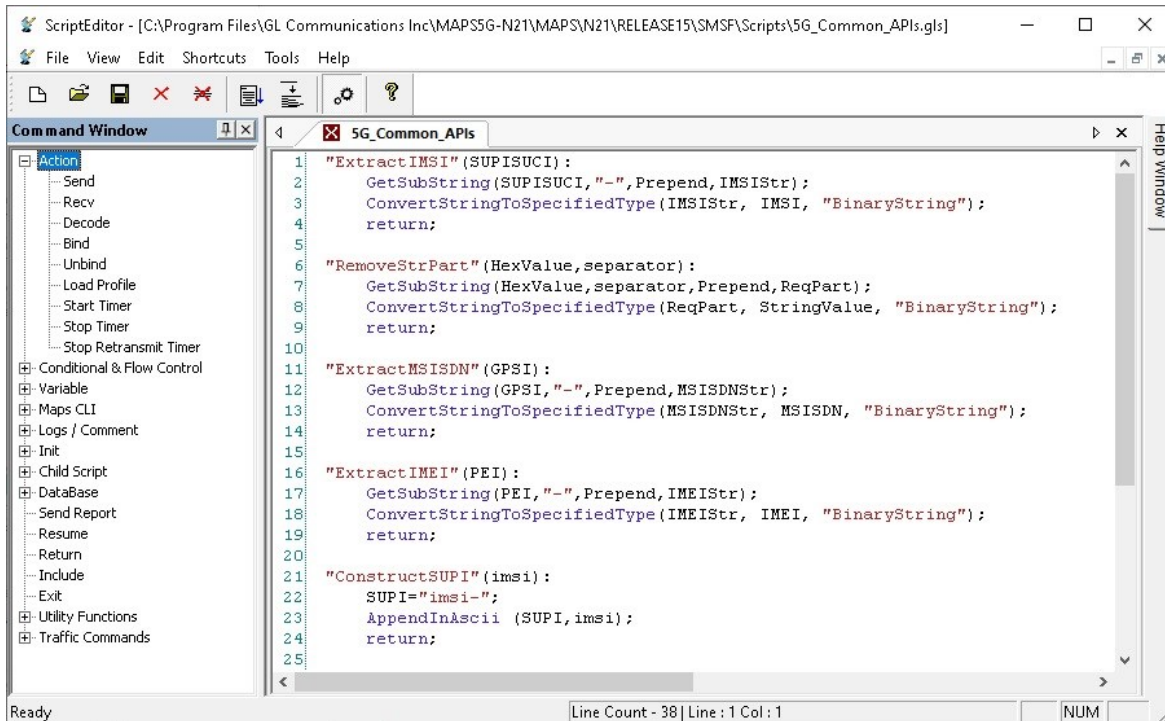 ScriptEditor - [C:\Program Files\GL Communications Inc\MAPS5G-N21\MAPS\N21\RELEASE15\SMSF\Scripts\5G_Common_APIs.gls]
File View Edit Shortcuts Tools Help
Command Window
Action
Send
Recv
Decode
Bind
Unbind
Load Profile
Start Timer
Stop Timer
Stop Retransmit Timer
Conditional & Flow Control
Variable
Maps CLI
Logs / Comment
Init
Child Script
DataBase
Send Report
Resume
Return
Include
Exit
Utility Functions
Traffic Commands
5G_Common_APIs
1 "ExtractIMSI"(SUPISUCI):
2 GetSubString(SUPISUCI,"-",Prepend,IMSIStr);
3 ConvertStringToSpecifiedType(IMSIStr, IMSI, "BinaryString");
4 return;
5
6 "RemoveStrPart"(HexValue,separator):
7 GetSubString(HexValue,separator,Prepend,ReqPart);
8 ConvertStringToSpecifiedType(ReqPart, StringValue, "BinaryString");
9 return;
10
11 "ExtractMSISDN"(GPSI):
12 GetSubString(GPSI,"-",Prepend,MSISDNStr);
13 ConvertStringToSpecifiedType(MSISDNStr, MSISDN, "BinaryString");
14 return;
15
16 "ExtractIMEI"(PEI):
17 GetSubString(PEI,"-",Prepend,IMEIStr);
18 ConvertStringToSpecifiedType(IMEIStr, IMEI, "BinaryString");
19 return;
20
21 "ConstructSUPI"(imsi):
22 SUPI="imsi-";
23 AppendInAscii (SUPI,imsi);
24 return;
25
Help Window
Ready
Line Count - 38 | Line : 1 Col : 1
NUM